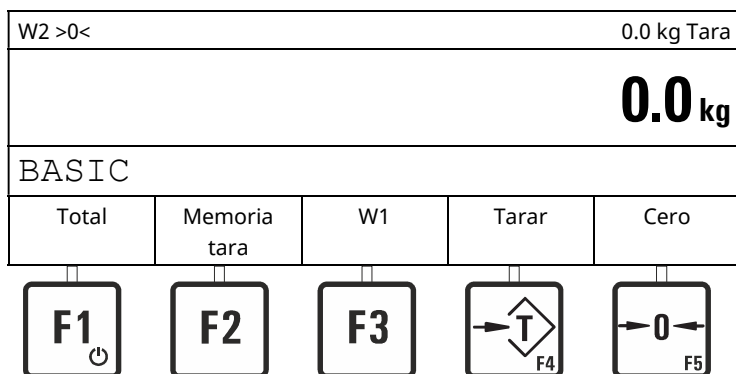 W2 >0< 0.0 kg Tara
0.0 kg
BASIC
Total Memoria tara W1 Tarar Cero
F1 F2 F3 T F4 0 F5